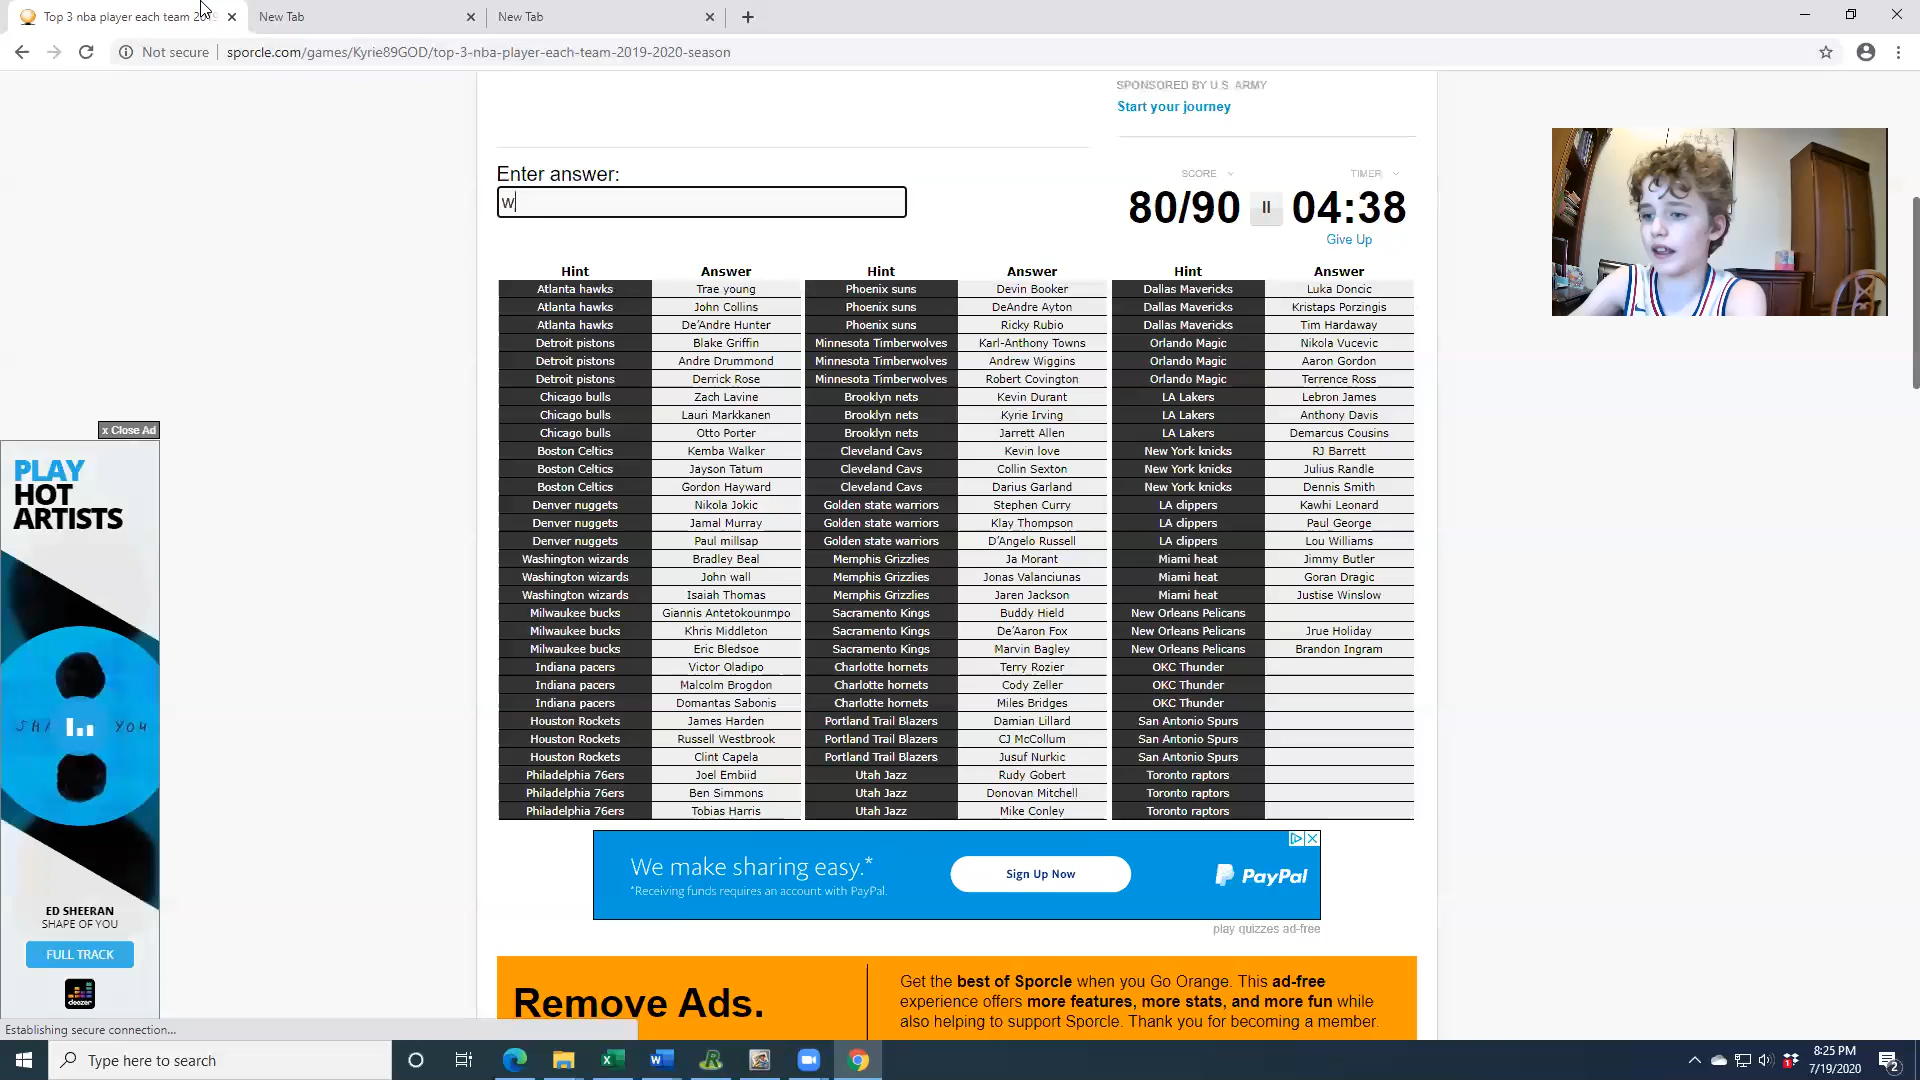 Top 3 nba player each team 2019
New Tab
New Tab
Not secure
sporcle.com/games/Kyrie89GOD/top-3-nba-player-each-team-2019-2020-season
SPONSORED BY U.S. ARMY
Start your journey
Enter answer:
w
SCORE
TIMER
80/90
04:38
Give Up
Hint Answer Hint Answer Hint Answer
Atlanta hawks Trae young Phoenix suns Devin Booker Dallas Mavericks Luka Doncic
Atlanta hawks John Collins Phoenix suns DeAndre Ayton Dallas Mavericks Kristaps Porzingis
Atlanta hawks De'Andre Hunter Phoenix suns Ricky Rubio Dallas Mavericks Tim Hardaway
Detroit pistons Blake Griffin Minnesota Timberwolves Karl-Anthony Towns Orlando Magic Nikola Vucevic
Detroit pistons Andre Drummond Minnesota Timberwolves Andrew Wiggins Orlando Magic Aaron Gordon
Detroit pistons Derrick Rose Minnesota Timberwolves Robert Covington Orlando Magic Terrence Ross
Chicago bulls Zach Lavine Brooklyn nets Kevin Durant LA Lakers Lebron James
Chicago bulls Lauri Markkanen Brooklyn nets Kyrie Irving LA Lakers Anthony Davis
Chicago bulls Otto Porter Brooklyn nets Jarrett Allen LA Lakers Demarcus Cousins
Boston Celtics Kemba Walker Cleveland Cavs Kevin love New York knicks RJ Barrett
Boston Celtics Jayson Tatum Cleveland Cavs Collin Sexton New York knicks Julius Randle
Boston Celtics Gordon Hayward Cleveland Cavs Darius Garland New York knicks Dennis Smith
Denver nuggets Nikola Jokic Golden state warriors Stephen Curry LA clippers Kawhi Leonard
Denver nuggets Jamal Murray Golden state warriors Klay Thompson LA clippers Paul George
Denver nuggets Paul millsap Golden state warriors D'Angelo Russell LA clippers Lou Williams
Washington wizards Bradley Beal Memphis Grizzlies Ja Morant Miami heat Jimmy Butler
Washington wizards John wall Memphis Grizzlies Jonas Valanciunas Miami heat Goran Dragic
Washington wizards Isaiah Thomas Memphis Grizzlies Jaren Jackson Miami heat Justise Winslow
Milwaukee bucks Giannis Antetokounmpo Sacramento Kings Buddy Hield New Orleans Pelicans
Milwaukee bucks Khris Middleton Sacramento Kings De'Aaron Fox New Orleans Pelicans Jrue Holiday
Milwaukee bucks Eric Bledsoe Sacramento Kings Marvin Bagley New Orleans Pelicans Brandon Ingram
Indiana pacers Victor Oladipo Charlotte hornets Terry Rozier OKC Thunder
Indiana pacers Malcolm Brogdon Charlotte hornets Cody Zeller OKC Thunder
Indiana pacers Domantas Sabonis Charlotte hornets Miles Bridges OKC Thunder
Houston Rockets James Harden Portland Trail Blazers Damian Lillard San Antonio Spurs
Houston Rockets Russell Westbrook Portland Trail Blazers CJ McCollum San Antonio Spurs
Houston Rockets Clint Capela Portland Trail Blazers Jusuf Nurkic San Antonio Spurs
Philadelphia 76ers Joel Embiid Utah Jazz Rudy Gobert Toronto raptors
Philadelphia 76ers Ben Simmons Utah Jazz Donovan Mitchell Toronto raptors
Philadelphia 76ers Tobias Harris Utah Jazz Mike Conley Toronto raptors
x Close Ad
PLAY
HOT
ARTISTS
YOU
ED SHEERAN
SHAPE OF YOU
FULL TRACK
deezer
We make sharing easy.*
*Receiving funds requires an account with PayPal.
Sign Up Now
PayPal
play quizzes ad-free
Remove Ads.
Get the best of Sporcle when you Go Orange. This ad-free
experience offers more features, more stats, and more fun while
also helping to support Sporcle. Thank you for becoming a member.
Establishing secure connection...
Type here to search
8:25 PM
7/19/2020
2